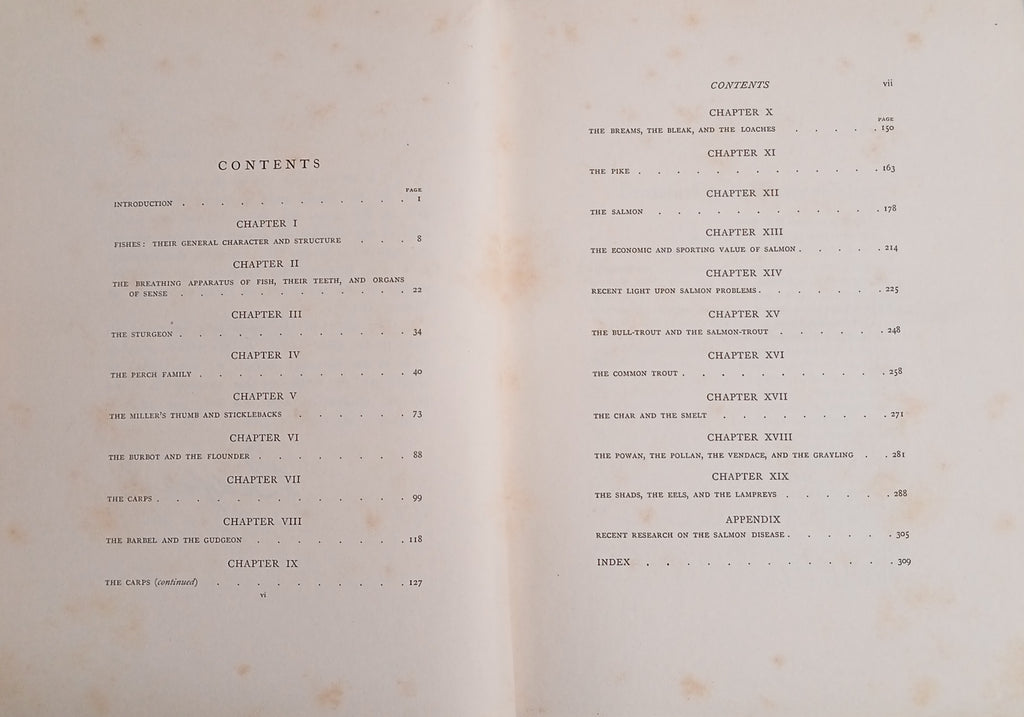 CONTENTS
PAGE
INTRODUCTION . . . . . . . . . . . . 1
CHAPTER I
FISHES: THEIR GENERAL CHARACTER AND STRUCTURE . . . 8
CHAPTER II
THE BREATHING APPARATUS OF FISH, THEIR TEETH, AND ORGANS
OF SENSE . . . . . . . . . . . . 22
CHAPTER III
THE STURGEON . . . . . . . . . . . . 34
CHAPTER IV
THE PERCH FAMILY . . . . . . . . . . . 40
CHAPTER V
THE MILLER'S THUMB AND STICKLEBACKS . . . . . . 73
CHAPTER VI
THE BURBOT AND THE FLOUNDER . . . . . . . . 88
CHAPTER VII
THE CARPS . . . . . . . . . . . . . 99
CHAPTER VIII
THE BARBEL AND THE GUDGEON . . . . . . . . 118
CHAPTER IX
THE CARPS (continued) . . . . . . . . . . 127
vi
CONTENTS vii
CHAPTER X
PAGE
THE BREAMS, THE BLEAK, AND THE LOACHES . . . . . 150
CHAPTER XI
THE PIKE . . . . . . . . . . . . . 163
CHAPTER XII
THE SALMON . . . . . . . . . . . . 178
CHAPTER XIII
THE ECONOMIC AND SPORTING VALUE OF SALMON . . . . . 214
CHAPTER XIV
RECENT LIGHT UPON SALMON PROBLEMS . . . . . . . 225
CHAPTER XV
THE BULL-TROUT AND THE SALMON-TROUT . . . . . . 248
CHAPTER XVI
THE COMMON TROUT . . . . . . . . . . . 258
CHAPTER XVII
THE CHAR AND THE SMELT . . . . . . . . . 271
CHAPTER XVIII
THE POWAN, THE POLLAN, THE VENDACE, AND THE GRAYLING . . 281
CHAPTER XIX
THE SHADS, THE EELS, AND THE LAMPREYS . . . . . . 288
APPENDIX
RECENT RESEARCH ON THE SALMON DISEASE . . . . . . 305
INDEX . . . . . . . . . . . . 309